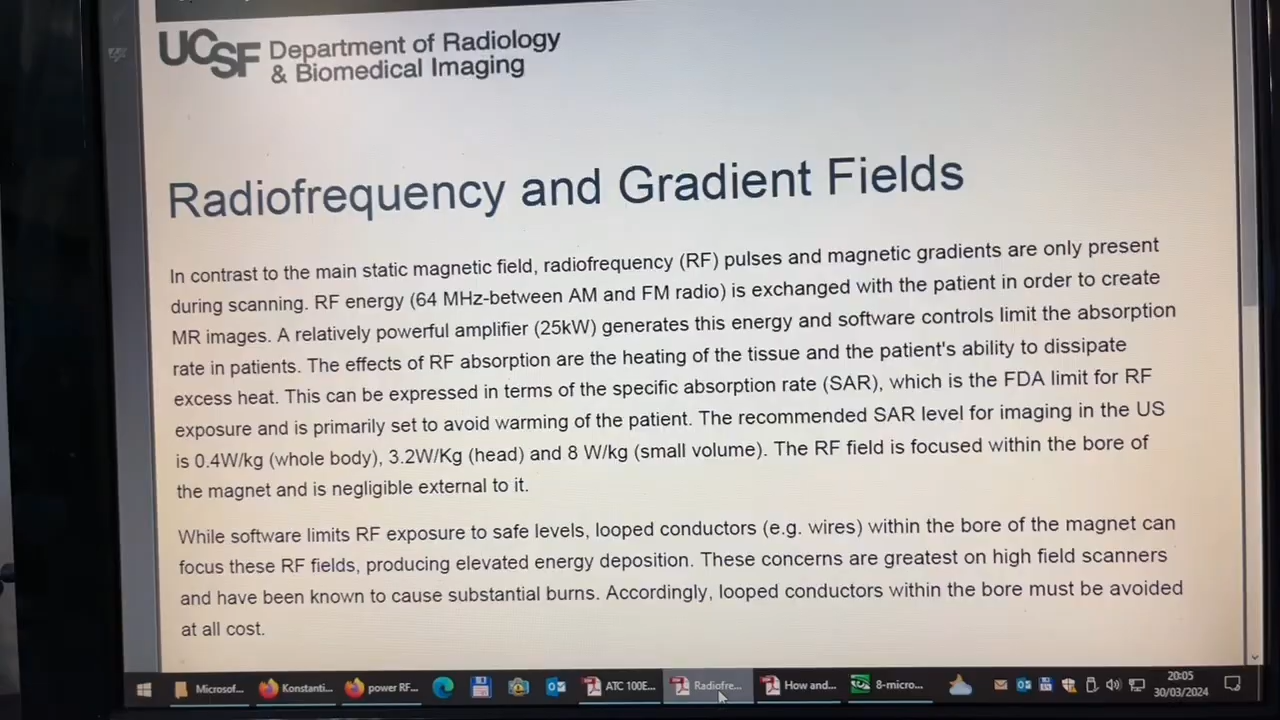 UCSF Department of Radiology
& Biomedical Imaging
Radiofrequency and Gradient Fields
In contrast to the main static magnetic field, radiofrequency (RF) pulses and magnetic gradients are only present
during scanning. RF energy (64 MHz-between AM and FM radio) is exchanged with the patient in order to create
MR images. A relatively powerful amplifier (25kW) generates this energy and software controls limit the absorption
rate in patients. The effects of RF absorption are the heating of the tissue and the patient's ability to dissipate
excess heat. This can be expressed in terms of the specific absorption rate (SAR), which is the FDA limit for RF
exposure and is primarily set to avoid warming of the patient. The recommended SAR level for imaging in the US
is 0.4W/kg (whole body), 3.2W/Kg (head) and 8 W/kg (small volume). The RF field is focused within the bore of
the magnet and is negligible external to it.
While software limits RF exposure to safe levels, looped conductors (e.g. wires) within the bore of the magnet can
focus these RF fields, producing elevated energy deposition. These concerns are greatest on high field scanners
and have been known to cause substantial burns. Accordingly, looped conductors within the bore must be avoided
at all cost.
Microsof... Konstanti... power RF... ATC 100E... Radiofre... How and... 8-micro... 20:05
30/03/2024